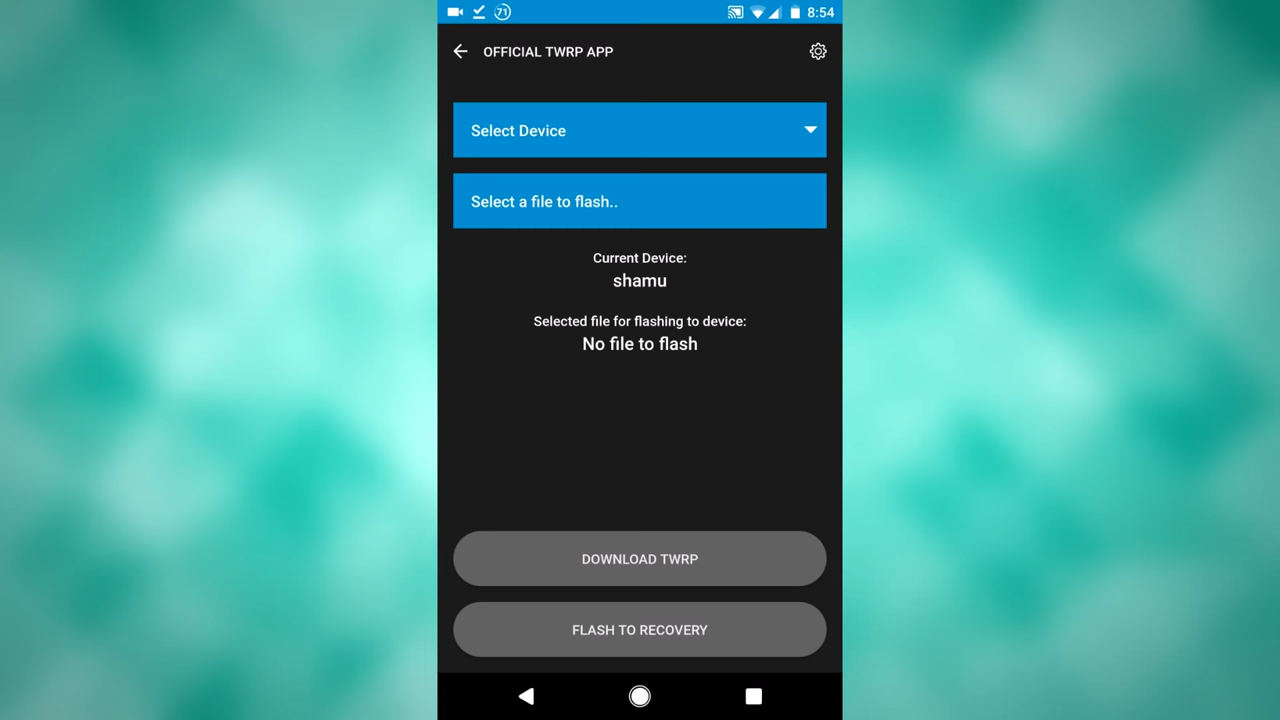 71
8:54
OFFICIAL TWRP APP
Select Device
Select a file to flash..
Current Device:
shamu
Selected file for flashing to device:
No file to flash
DOWNLOAD TWRP
FLASH TO RECOVERY